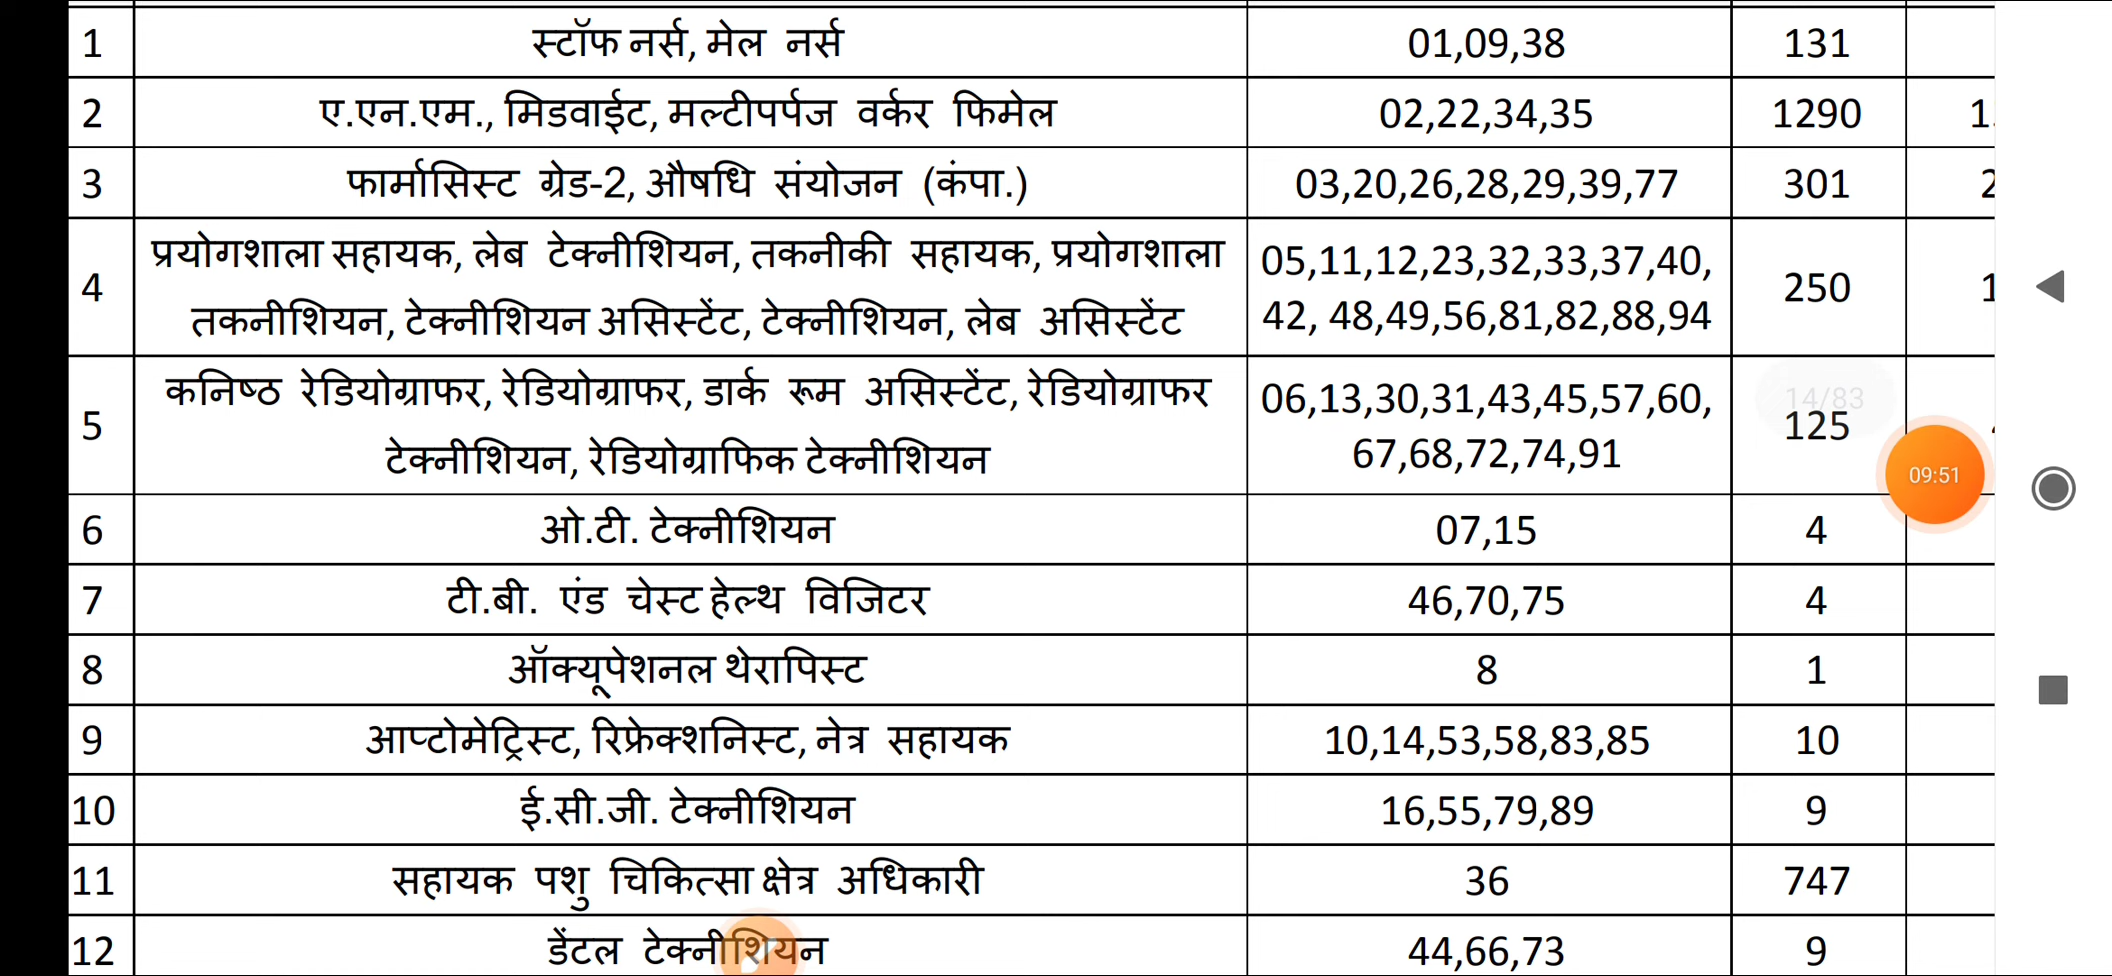 1 स्टॉफ नर्स, मेल नर्स 01,09,38 131
2 ए.एन.एम., मिडवाईट, मल्टीपर्पज वर्कर फिमेल 02,22,34,35 1290
3 फार्मासिस्ट ग्रेड-2, औषधि संयोजन (कंपा.) 03,20,26,28,29,39,77 301
4 प्रयोगशाला सहायक, लेब टेक्नीशियन, तकनीकी सहायक, प्रयोगशाला 05,11,12,23,32,33,37,40, 250
तकनीशियन, टेक्नीशियन असिस्टेंट, टेक्नीशियन, लेब असिस्टेंट 42, 48,49,56,81,82,88,94
5 कनिष्ठ रेडियोग्राफर, रेडियोग्राफर, डार्क रूम असिस्टेंट, रेडियोग्राफर 06,13,30,31,43,45,57,60, 125
टेक्नीशियन, रेडियोग्राफिक टेक्नीशियन 67,68,72,74,91
14/83
09:51
6 ओ.टी. टेक्नीशियन 07,15 4
7 टी.बी. एंड चेस्ट हेल्थ विजिटर 46,70,75 4
8 ऑक्यूपेशनल थेरापिस्ट 8 1
9 आप्टोमेट्रिस्ट, रिफ्रेक्शनिस्ट, नेत्र सहायक 10,14,53,58,83,85 10
10 ई.सी.जी. टेक्नीशियन 16,55,79,89 9
11 सहायक पशु चिकित्सा क्षेत्र अधिकारी 36 747
12 डेंटल टेक्नीशियन 44,66,73 9